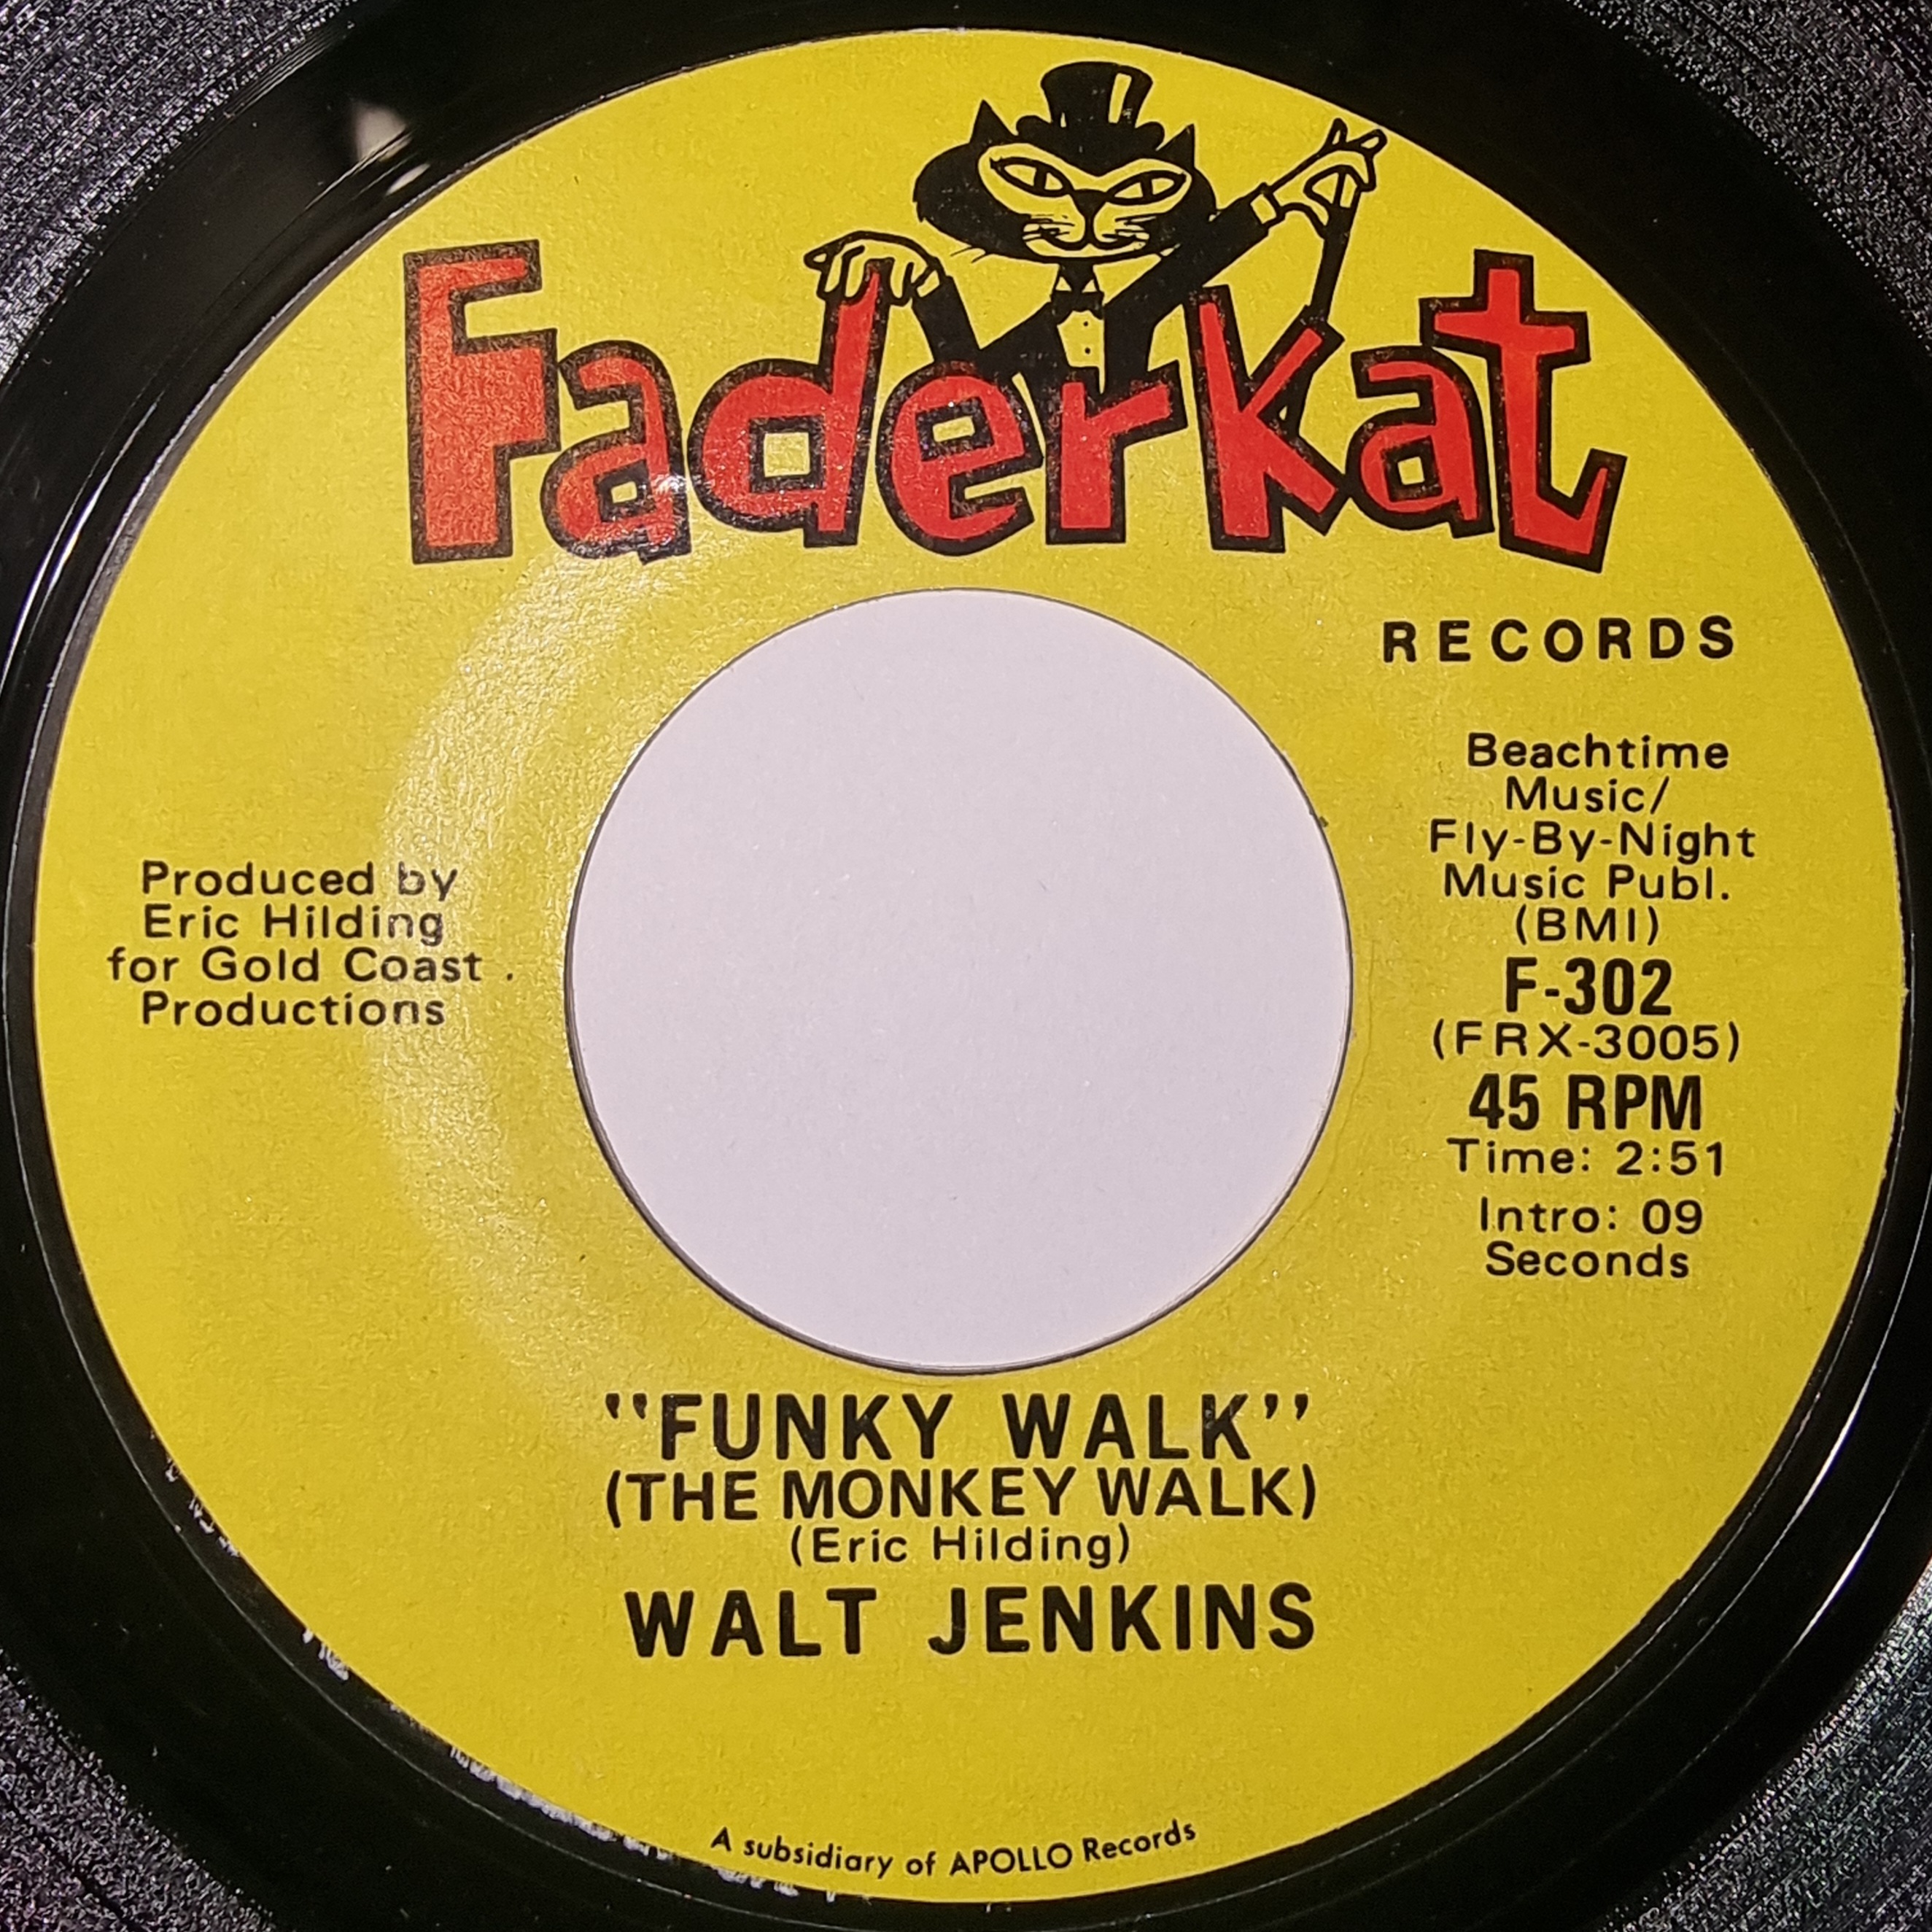 Faderkat
RECORDS
Beachtime
Music/
Fly-By-Night
Music Publ.
(BMI)
F-302
(FRX-3005)
45 RPM
Time: 2:51
Intro: 09
Seconds
Produced by
Eric Hilding
for Gold Coast .
Productions
"FUNKY WALK"
(THE MONKEY WALK)
(Eric Hilding)
WALT JENKINS
A subsidiary of APOLLO Records